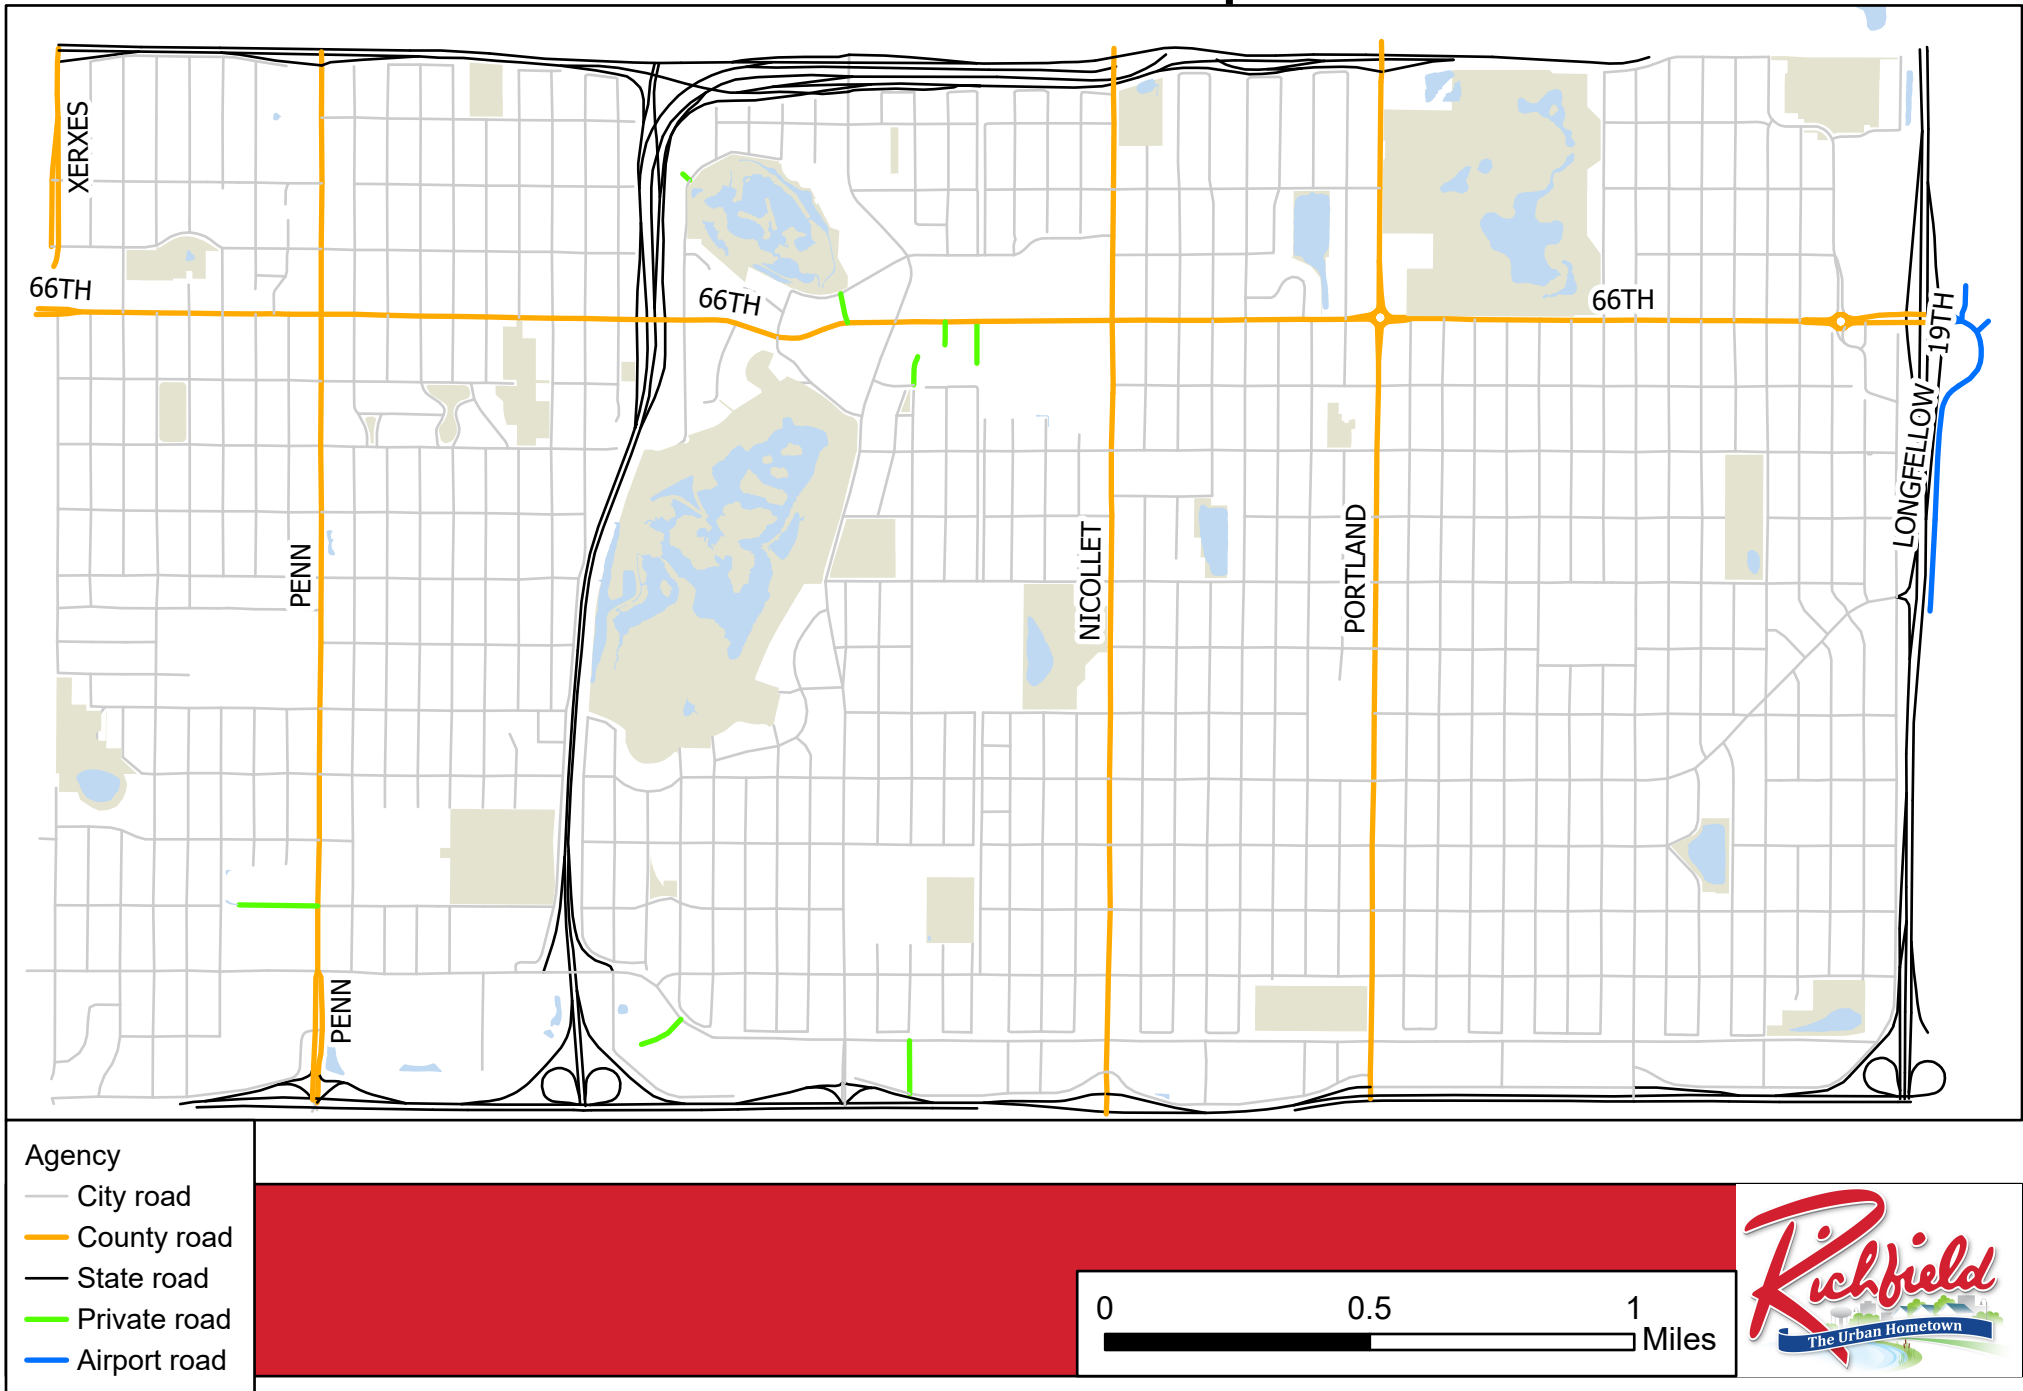 XERXES
66TH
66TH
66TH
19TH
LONGFELLOW
PENN
NICOLLET
PORTLAND
PENN
Agency
City road
County road
State road
Private road
Airport road
0 0.5 1
Miles
Richfield
The Urban Hometown